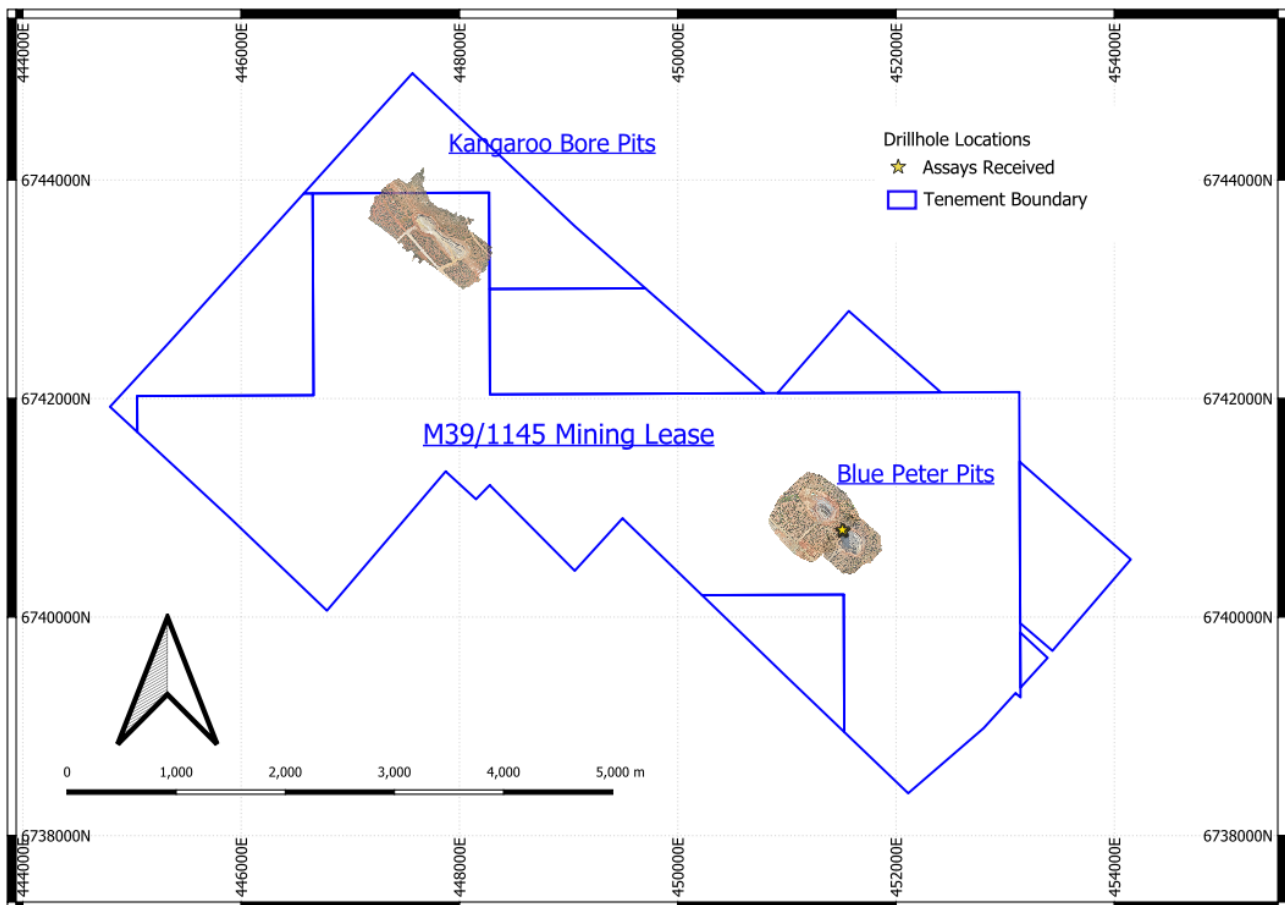 444000E
446000E
448000E
450000E
452000E
454000E
Kangaroo Bore Pits
Drillhole Locations
Assays Received
Tenement Boundary
6744000N
6744000N
6742000N
6742000N
M39/1145 Mining Lease
Blue Peter Pits
6740000N
6740000N
0 1,000 2,000 3,000 4,000 5,000 m
6738000N
6738000N
444000E
446000E
448000E
450000E
452000E
454000E